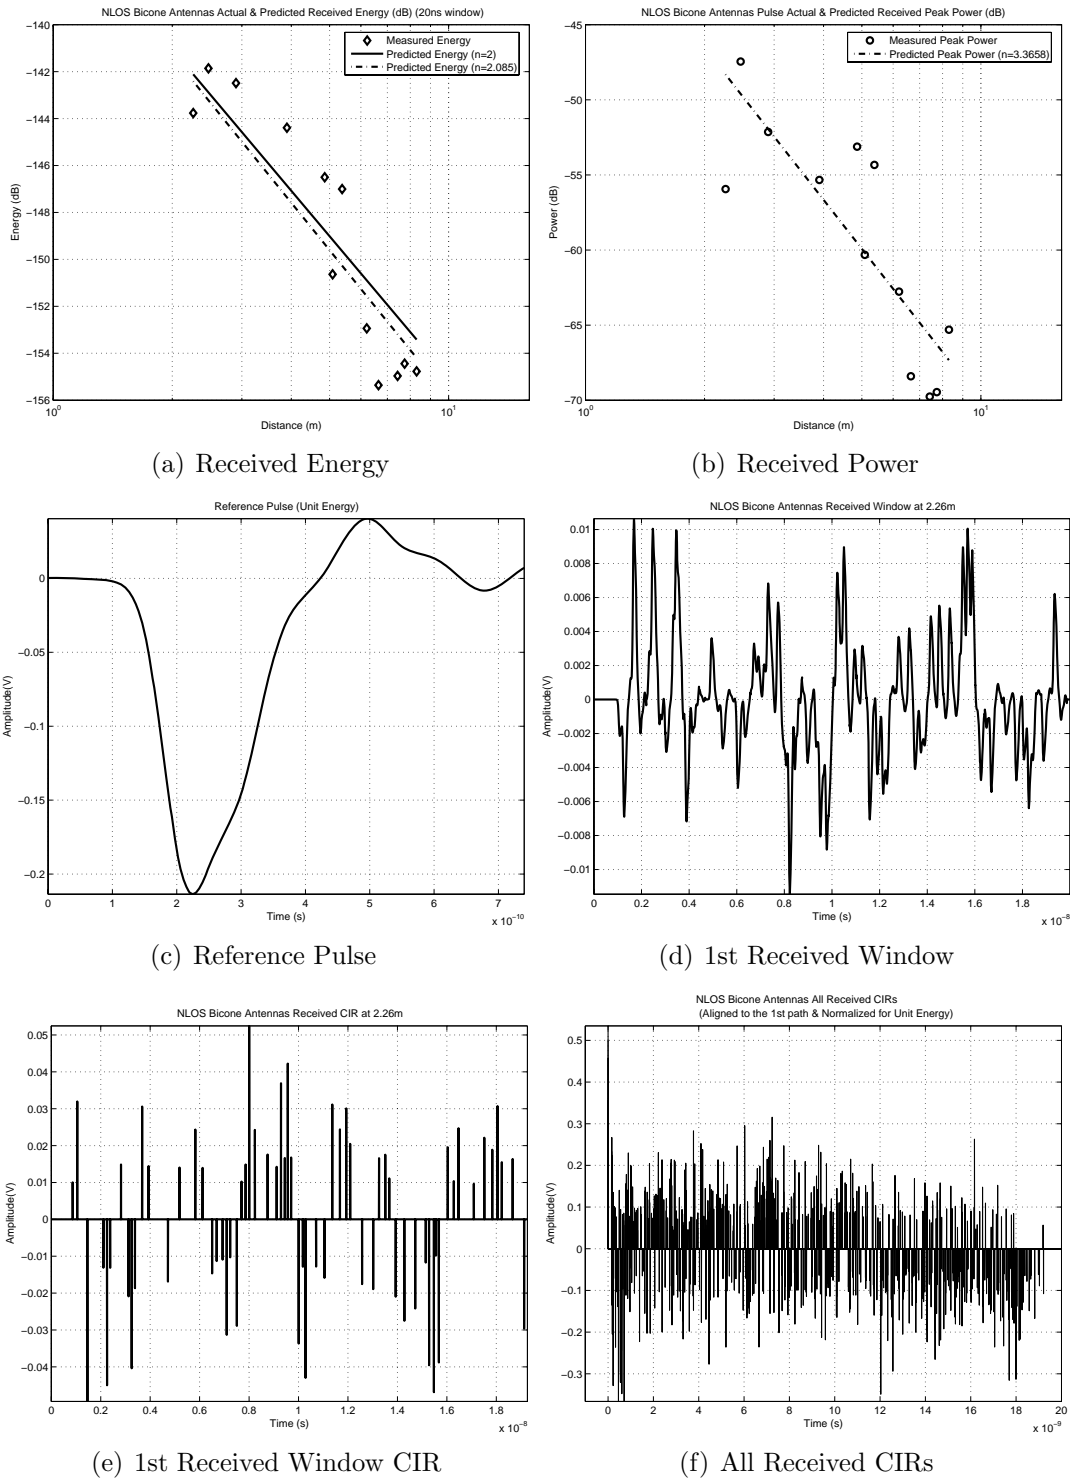 NLOS Bicone Antennas Actual & Predicted Received Energy (dB) (20ns window)
−140
−142
−144
−146
−148
−150
−152
−154
−156
Energy (dB)
Measured Energy
Predicted Energy (n=2)
Predicted Energy (n=2.085)
10^0
10^1
Distance (m)
(a) Received Energy
NLOS Bicone Antennas Pulse Actual & Predicted Received Peak Power (dB)
−45
−50
−55
−60
−65
−70
Power (dB)
Measured Peak Power
Predicted Peak Power (n=3.3658)
10^0
10^1
Distance (m)
(b) Received Power
Reference Pulse (Unit Energy)
0
−0.05
−0.1
−0.15
−0.2
Amplitude(V)
0 1 2 3 4 5 6 7
Time (s)
x 10^-10
(c) Reference Pulse
NLOS Bicone Antennas Received Window at 2.26m
0.01
0.008
0.006
0.004
0.002
0
−0.002
−0.004
−0.006
−0.008
−0.01
Amplitude(V)
0 0.2 0.4 0.6 0.8 1 1.2 1.4 1.6 1.8
Time (s)
x 10^-8
(d) 1st Received Window
NLOS Bicone Antennas Received CIR at 2.26m
0.05
0.04
0.03
0.02
0.01
0
−0.01
−0.02
−0.03
−0.04
Amplitude(V)
0 0.2 0.4 0.6 0.8 1 1.2 1.4 1.6 1.8
Time (s)
x 10^-8
(e) 1st Received Window CIR
NLOS Bicone Antennas All Received CIRs
(Aligned to the 1st path & Normalized for Unit Energy)
0.5
0.4
0.3
0.2
0.1
0
−0.1
−0.2
−0.3
Amplitude(V)
0 2 4 6 8 10 12 14 16 18 20
Time (s)
x 10^-9
(f) All Received CIRs